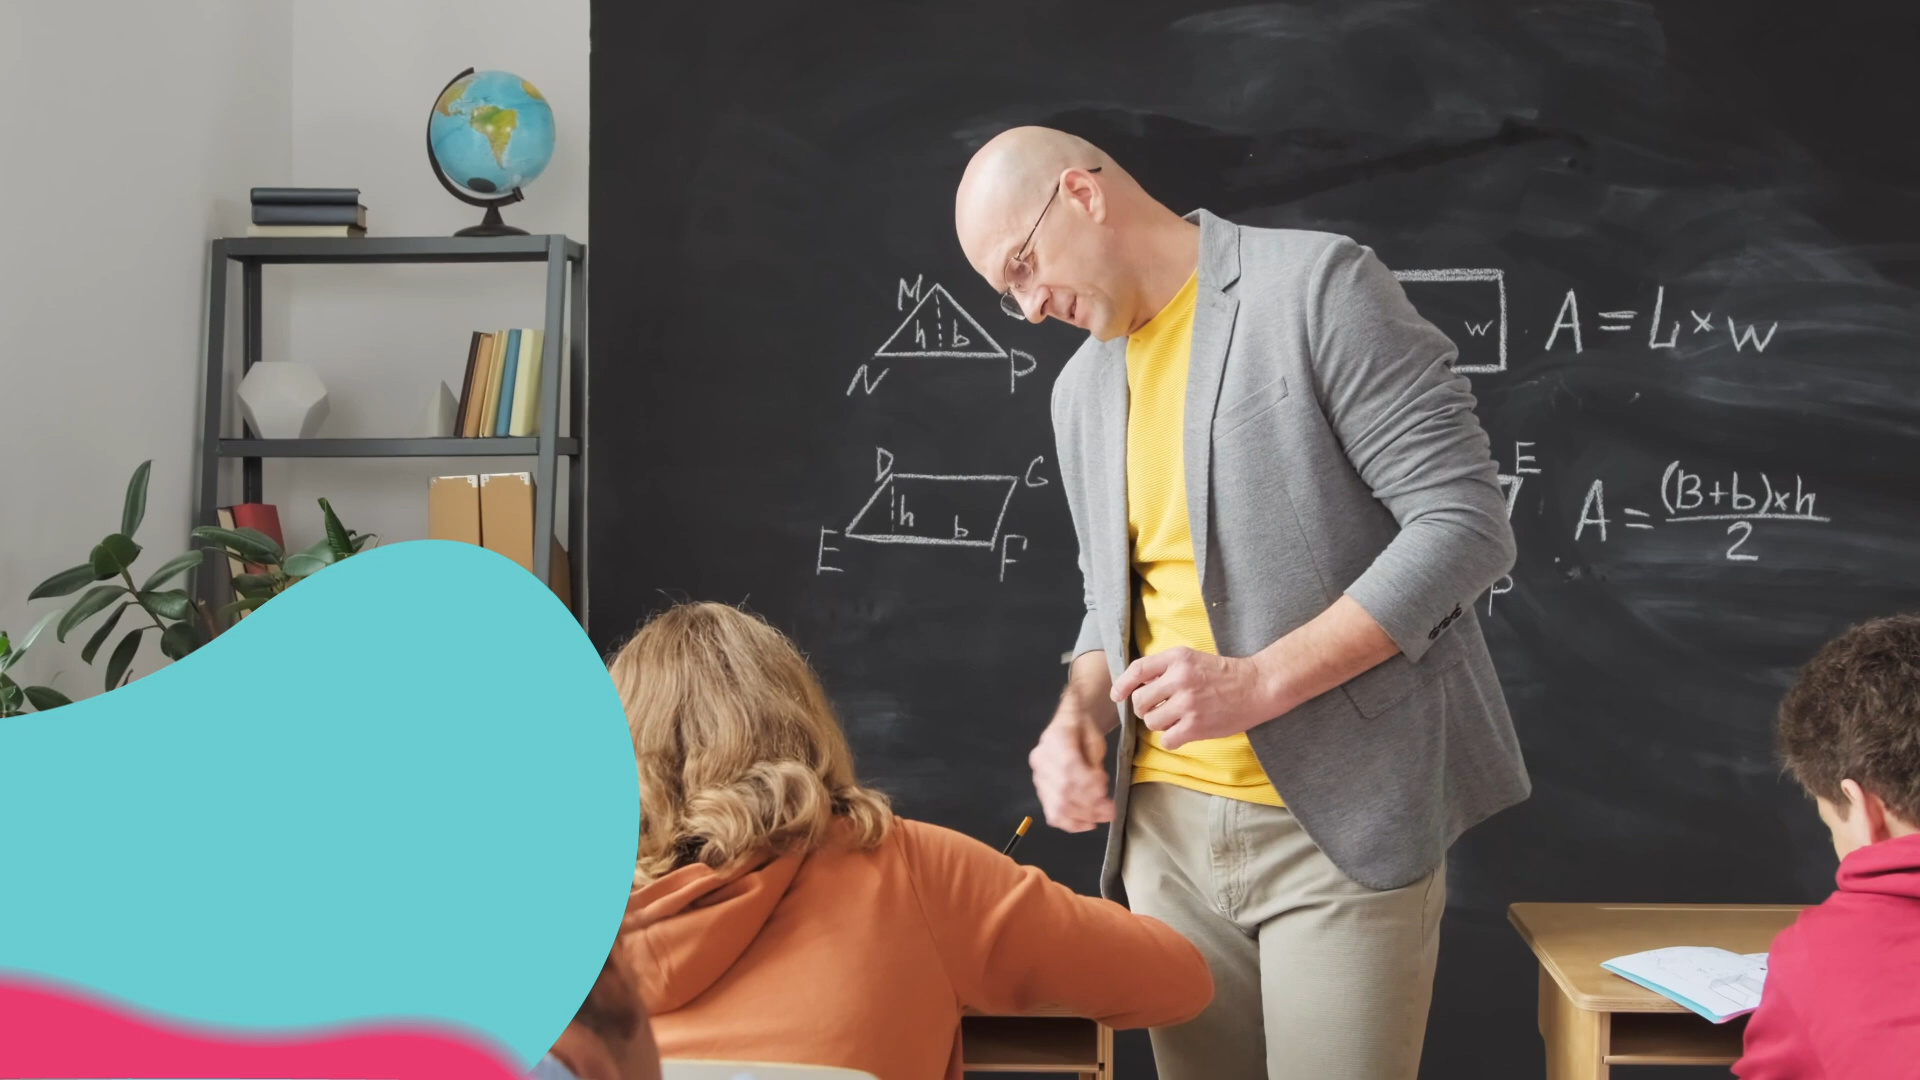 M
h b
N P
w
A = L × w
D G
h b
E F
E
A = (B+b)×h / 2
P